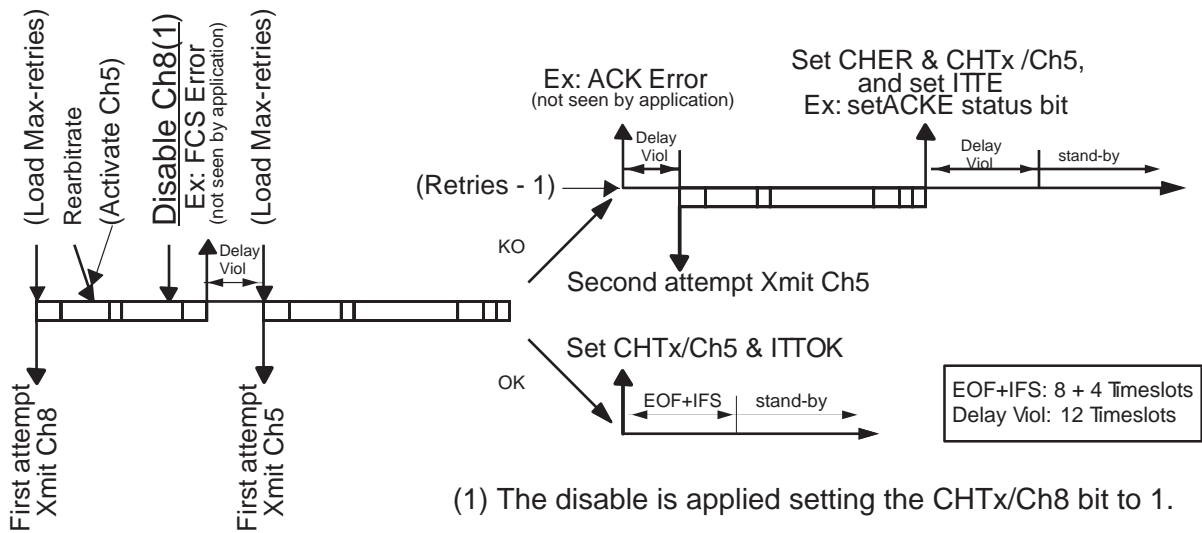 (Load Max-retries)
Rearbitrate
(Activate Ch5)
Disable Ch8(1)
Ex: FCS Error
(not seen by application)
(Load Max-retries)
Delay
Viol
First attempt
Xmit Ch8
First attempt
Xmit Ch5
Ex: ACK Error
(not seen by application)
Delay
Viol
(Retries - 1)
KO
Second attempt Xmit Ch5
Set CHER & CHTx /Ch5,
and set ITTE
Ex: setACKE status bit
Delay
Viol
stand-by
OK
Set CHTx/Ch5 & ITTOK
EOF+IFS
stand-by
EOF+IFS: 8 + 4 Timeslots
Delay Viol: 12 Timeslots
(1) The disable is applied setting the CHTx/Ch8 bit to 1.